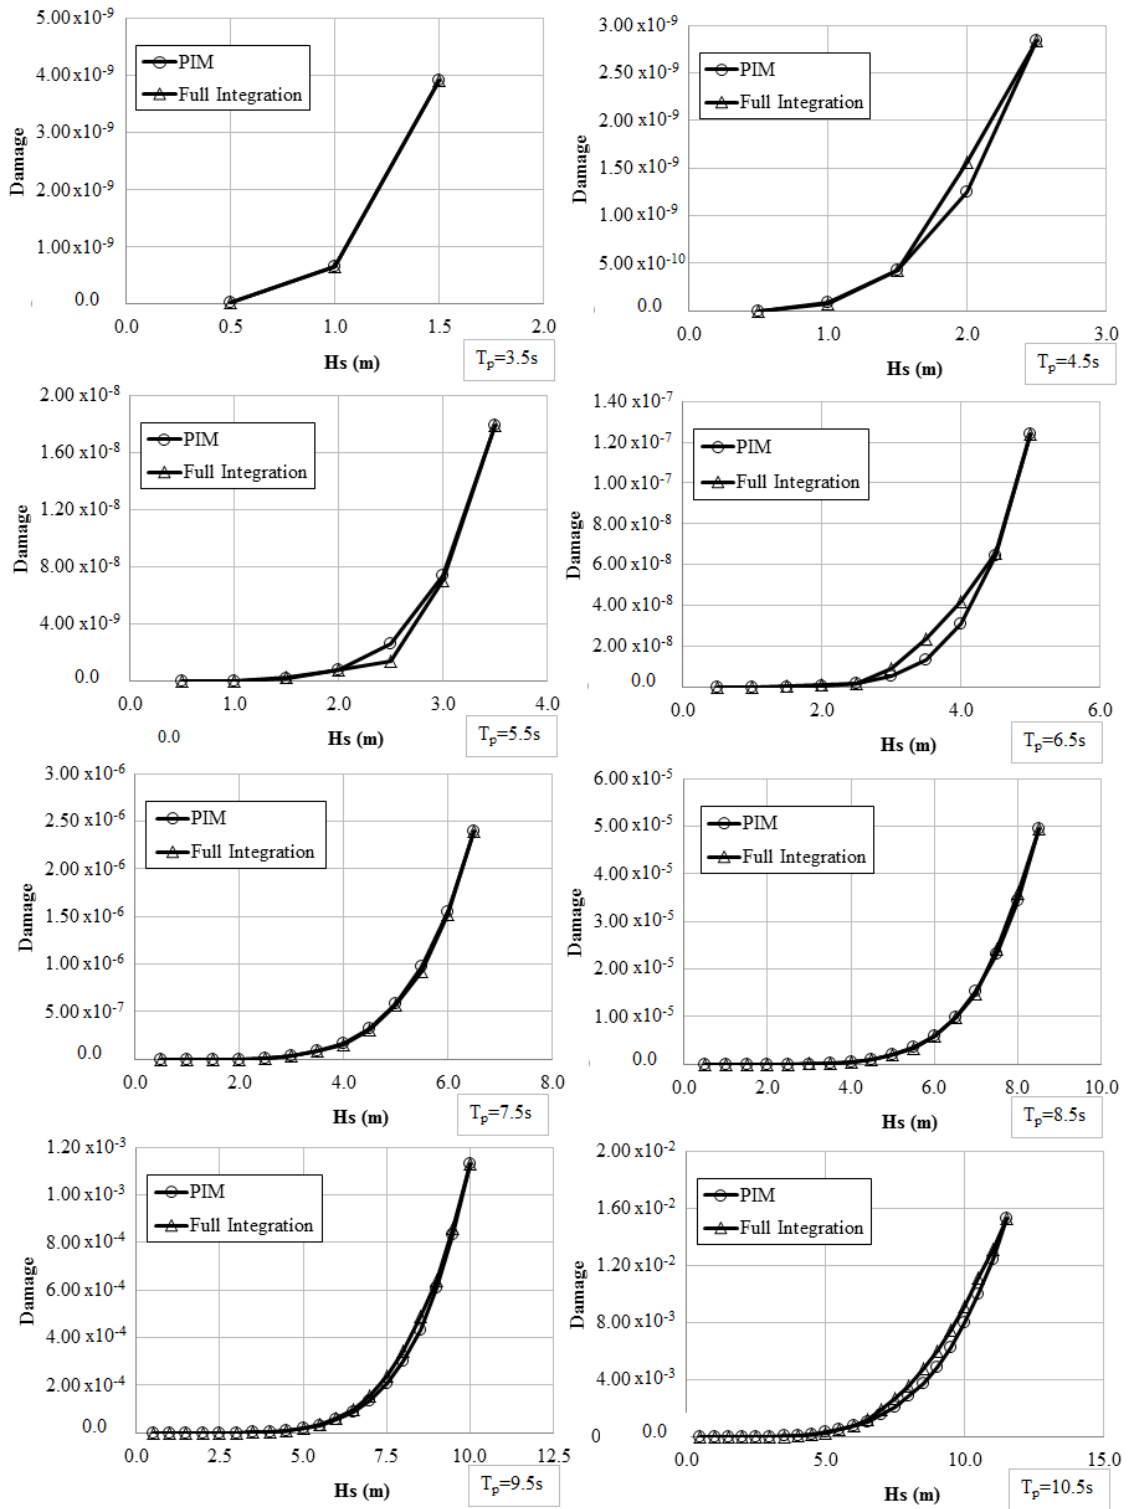 5.00 x10-9
4.00 x10-9
3.00 x10-9
2.00 x10-9
1.00 x10-9
0.0
Damage
PIM
Full Integration
0.0 0.5 1.0 1.5 2.0
Hs (m)
Tp=3.5s
3.00 x10-9
2.50 x10-9
2.00 x10-9
1.50 x10-9
1.00 x10-9
5.00 x10-10
0.0
Damage
PIM
Full Integration
0.0 1.0 2.0 3.0
Hs (m)
Tp=4.5s
2.00 x10-8
1.60 x10-8
1.20 x10-8
8.00 x10-8
4.00 x10-9
0.0
Damage
PIM
Full Integration
0.0 1.0 2.0 3.0 4.0
0.0
Hs (m)
Tp=5.5s
1.40 x10-7
1.20 x10-7
1.00 x10-7
8.00 x10-8
6.00 x10-8
4.00 x10-8
2.00 x10-8
0.0
Damage
PIM
Full Integration
0.0 2.0 4.0 6.0
Hs (m)
Tp=6.5s
3.00 x10-6
2.50 x10-6
2.00 x10-6
1.50 x10-6
1.00 x10-6
5.00 x10-7
0.0
Damage
PIM
Full Integration
0.0 2.0 4.0 6.0 8.0
Hs (m)
Tp=7.5s
6.00 x10-5
5.00 x10-5
4.00 x10-5
3.00 x10-5
2.00 x10-5
1.00 x10-5
0.0
Damage
PIM
Full Integration
0.0 2.0 4.0 6.0 8.0 10.0
Hs (m)
Tp=8.5s
1.20 x10-3
1.00 x10-3
8.00 x10-4
6.00 x10-4
4.00 x10-4
2.00 x10-4
0.0
Damage
PIM
Full Integration
0.0 2.5 5.0 7.5 10.0 12.5
Hs (m)
Tp=9.5s
2.00 x10-2
1.60 x10-2
1.20 x10-2
8.00 x10-3
4.00 x10-3
0 0.0
Damage
PIM
Full Integration
0.0 5.0 10.0 15.0
Hs (m)
Tp=10.5s